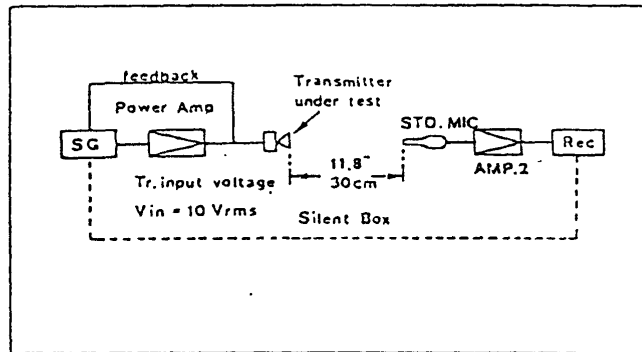 feedback
Transmitter
under test
Power Amp
STD. MIC
SG
Rec
11.8"
30cm
AMP.2
Tr. input voltage
Vin = 10 Vrms
Silent Box